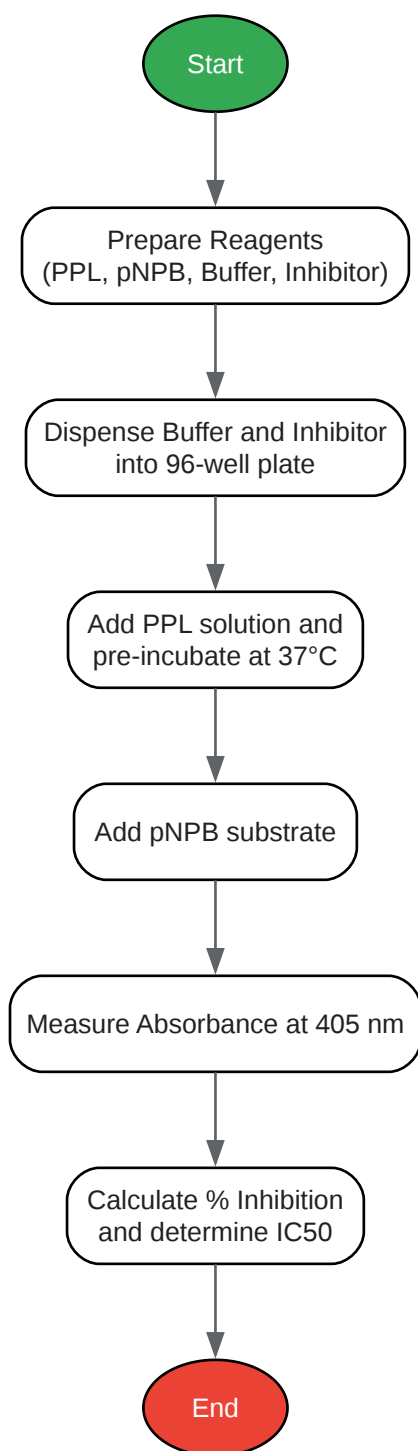 Start
Prepare Reagents
(PPL, pNPB, Buffer, Inhibitor)
Dispense Buffer and Inhibitor
into 96-well plate
Add PPL solution and
pre-incubate at 37°C
Add pNPB substrate
Measure Absorbance at 405 nm
Calculate % Inhibition
and determine IC50
End